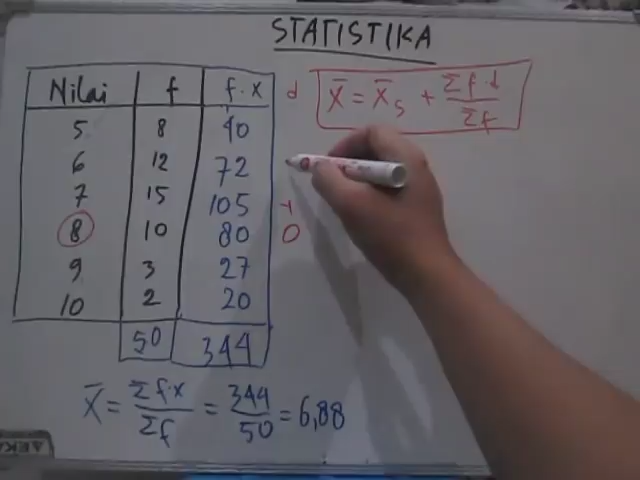 STATISTIKA
Nilai f f·x d
X̄ = X̄s + Σf·d / Σf
5 8 40
6 12 72
7 15 105 -1
8 10 80 0
9 3 27
10 2 20
50 344
X̄ = Σf·x / Σf = 344 / 50 = 6,88